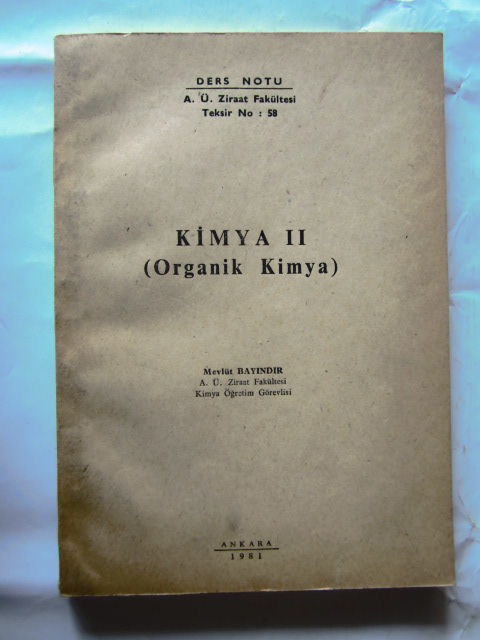 DERS NOTU
A. Ü. Ziraat Fakültesi
Teksir No : 58
KİMYA II
(Organik Kimya)
Mevlüt BAYINDIR
A. Ü. Ziraat Fakültesi
Kimya Öğretim Görevlisi
ANKARA
1981